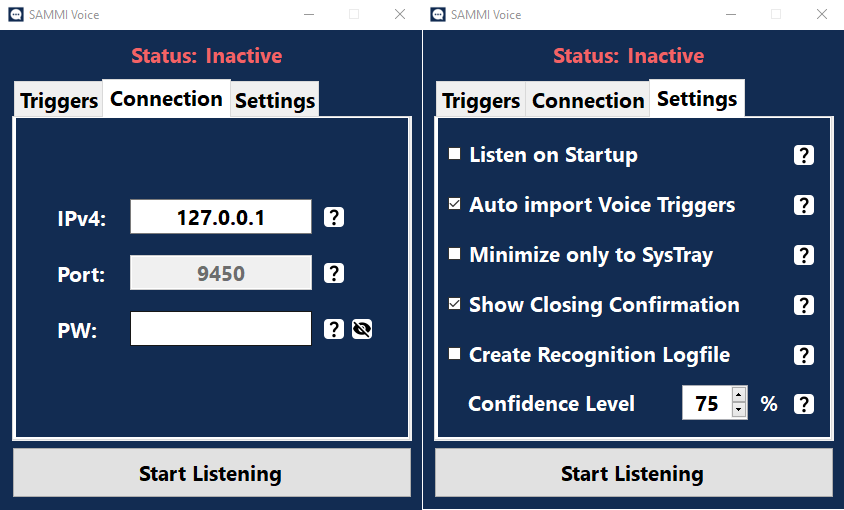 SAMMI Voice
Status: Inactive
Triggers Connection Settings
IPv4: 127.0.0.1 ?
Port: 9450 ?
PW: ?
Start Listening
SAMMI Voice
Status: Inactive
Triggers Connection Settings
Listen on Startup ?
Auto import Voice Triggers ?
Minimize only to SysTray ?
Show Closing Confirmation ?
Create Recognition Logfile ?
Confidence Level 75 % ?
Start Listening